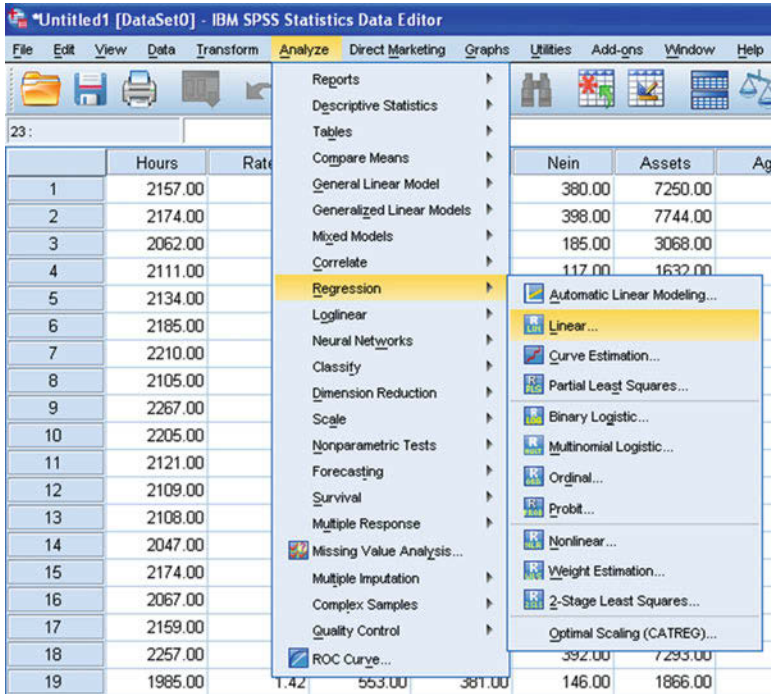 *Untitled1 [DataSet0] - IBM SPSS Statistics Data Editor
File Edit View Data Transform Analyze Direct Marketing Graphs Utilities Add-ons Window Help
23 :
Hours Rate Nein Assets Ag
1 2157.00 380.00 7250.00
2 2174.00 398.00 7744.00
3 2062.00 185.00 3068.00
4 2111.00 117.00 1632.00
5 2134.00
6 2185.00
7 2210.00
8 2105.00
9 2267.00
10 2205.00
11 2121.00
12 2109.00
13 2108.00
14 2047.00
15 2174.00
16 2067.00
17 2159.00
18 2257.00 392.00 7293.00
19 1985.00 1.42 553.00 381.00 146.00 1866.00
Reports
Descriptive Statistics
Tables
Compare Means
General Linear Model
Generalized Linear Models
Mixed Models
Correlate
Regression
Loglinear
Neural Networks
Classify
Dimension Reduction
Scale
Nonparametric Tests
Forecasting
Survival
Multiple Response
Missing Value Analysis...
Multiple Imputation
Complex Samples
Quality Control
ROC Curve...
Automatic Linear Modeling...
Linear...
Curve Estimation...
Partial Least Squares...
Binary Logistic...
Multinomial Logistic...
Ordinal...
Probit...
Nonlinear...
Weight Estimation...
2-Stage Least Squares...
Optimal Scaling (CATREG)...